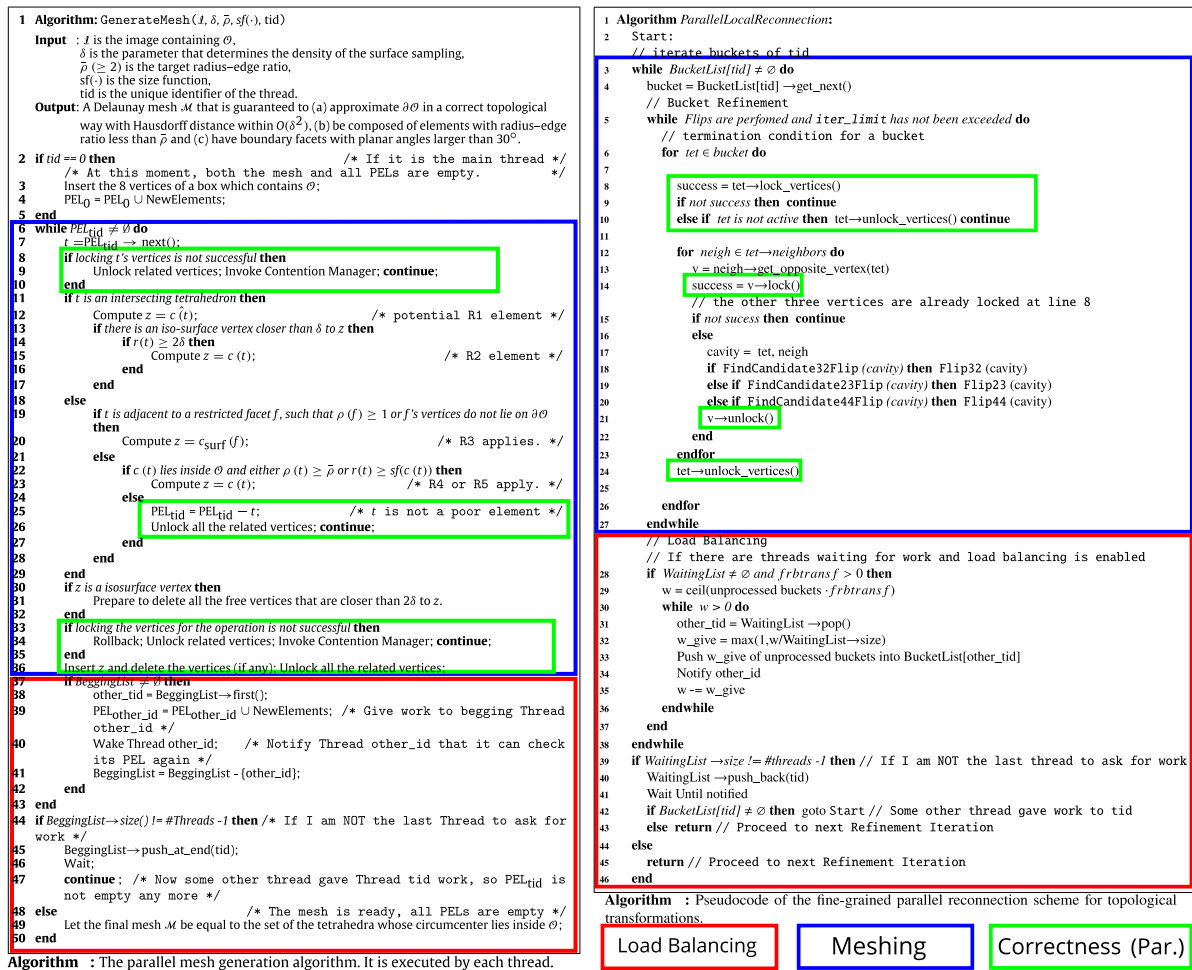 1 Algorithm: GenerateMesh(𝓘, δ, ρ̄, sf(·), tid)
Input : 𝓘 is the image containing 𝒪,
δ is the parameter that determines the density of the surface sampling,
ρ̄ (≥ 2) is the target radius–edge ratio,
sf(·) is the size function,
tid is the unique identifier of the thread.
Output: A Delaunay mesh ℳ that is guaranteed to (a) approximate ∂𝒪 in a correct topological
way with Hausdorff distance within O(δ²), (b) be composed of elements with radius–edge
ratio less than ρ̄ and (c) have boundary facets with planar angles larger than 30°.
2 if tid == 0 then /* If it is the main thread */
/* At this moment, both the mesh and all PELs are empty. */
3 Insert the 8 vertices of a box which contains 𝒪;
4 PEL₀ = PEL₀ ∪ NewElements;
5 end
6 while PELtid ≠ ∅ do
7 t =PELtid → next();
8 if locking t's vertices is not successful then
9 Unlock related vertices; Invoke Contention Manager; continue;
10 end
11 if t is an intersecting tetrahedron then
12 Compute z = ĉ (t); /* potential R1 element */
13 if there is an iso-surface vertex closer than δ to z then
14 if r(t) ≥ 2δ then
15 Compute z = c (t); /* R2 element */
16 end
17 end
18 else
19 if t is adjacent to a restricted facet f, such that ρ (f) ≥ 1 or f's vertices do not lie on ∂𝒪
then
20 Compute z = csurf (f); /* R3 applies. */
21 else
22 if c (t) lies inside 𝒪 and either ρ (t) ≥ ρ̄ or r(t) ≥ sf(c (t)) then
23 Compute z = c (t); /* R4 or R5 apply. */
24 else
25 PELtid = PELtid − t; /* t is not a poor element */
26 Unlock all the related vertices; continue;
27 end
28 end
29 end
30 if z is a isosurface vertex then
31 Prepare to delete all the free vertices that are closer than 2δ to z.
32 end
33 if locking the vertices for the operation is not successful then
34 Rollback; Unlock related vertices; Invoke Contention Manager; continue;
35 end
36 Insert z and delete the vertices (if any); Unlock all the related vertices;
37 if BeggingList ≠ ∅ then
38 other_id = BeggingList→first();
39 PELother_id = PELother_id ∪ NewElements; /* Give work to begging Thread
other_id */
40 Wake Thread other_id; /* Notify Thread other_id that it can check
its PEL again */
41 BeggingList = BeggingList - {other_id};
42 end
43 end
44 if BeggingList→size() != #Threads -1 then /* If I am NOT the last Thread to ask for
work */
45 BeggingList→push_at_end(tid);
46 Wait;
47 continue; /* Now some other thread gave Thread tid work, so PELtid is
not empty any more */
48 else /* The mesh is ready, all PELs are empty */
49 Let the final mesh ℳ be equal to the set of the tetrahedra whose circumcenter lies inside 𝒪;
50 end
Algorithm : The parallel mesh generation algorithm. It is executed by each thread.
1 Algorithm ParallelLocalReconnection:
2 Start:
// iterate buckets of tid
3 while BucketList[tid] ≠ ∅ do
4 bucket = BucketList[tid] →get_next()
// Bucket Refinement
5 while Flips are perfomed and iter_limit has not been exceeded do
// termination condition for a bucket
6 for tet ∈ bucket do
7
8 success = tet→lock_vertices()
9 if not success then continue
10 else if tet is not active then tet→unlock_vertices() continue
11
12 for neigh ∈ tet→neighbors do
13 v = neigh→get_opposite_vertex(tet)
14 success = v→lock()
// the other three vertices are already locked at line 8
15 if not sucess then continue
16 else
17 cavity = tet, neigh
18 if FindCandidate32Flip (cavity) then Flip32 (cavity)
19 else if FindCandidate23Flip (cavity) then Flip23 (cavity)
20 else if FindCandidate44Flip (cavity) then Flip44 (cavity)
21 v→unlock()
22 end
23 endfor
24 tet→unlock_vertices()
25
26 endfor
27 endwhile
// Load Balancing
// If there are threads waiting for work and load balancing is enabled
28 if WaitingList ≠ ∅ and frbtransf > 0 then
29 w = ceil(unprocessed buckets ·frbtransf)
30 while w > 0 do
31 other_tid = WaitingList →pop()
32 w_give = max(1,w/WaitingList→size)
33 Push w_give of unprocessed buckets into BucketList[other_tid]
34 Notify other_id
35 w -= w_give
36 endwhile
37 end
38 endwhile
39 if WaitingList →size != #threads -1 then // If I am NOT the last thread to ask for work
40 WaitingList →push_back(tid)
41 Wait Until notified
42 if BucketList[tid] ≠ ∅ then goto Start // Some other thread gave work to tid
43 else return // Proceed to next Refinement Iteration
44 else
45 return // Proceed to next Refinement Iteration
46 end
Algorithm : Pseudocode of the fine-grained parallel reconnection scheme for topological
transformations.
Load Balancing
Meshing
Correctness (Par.)